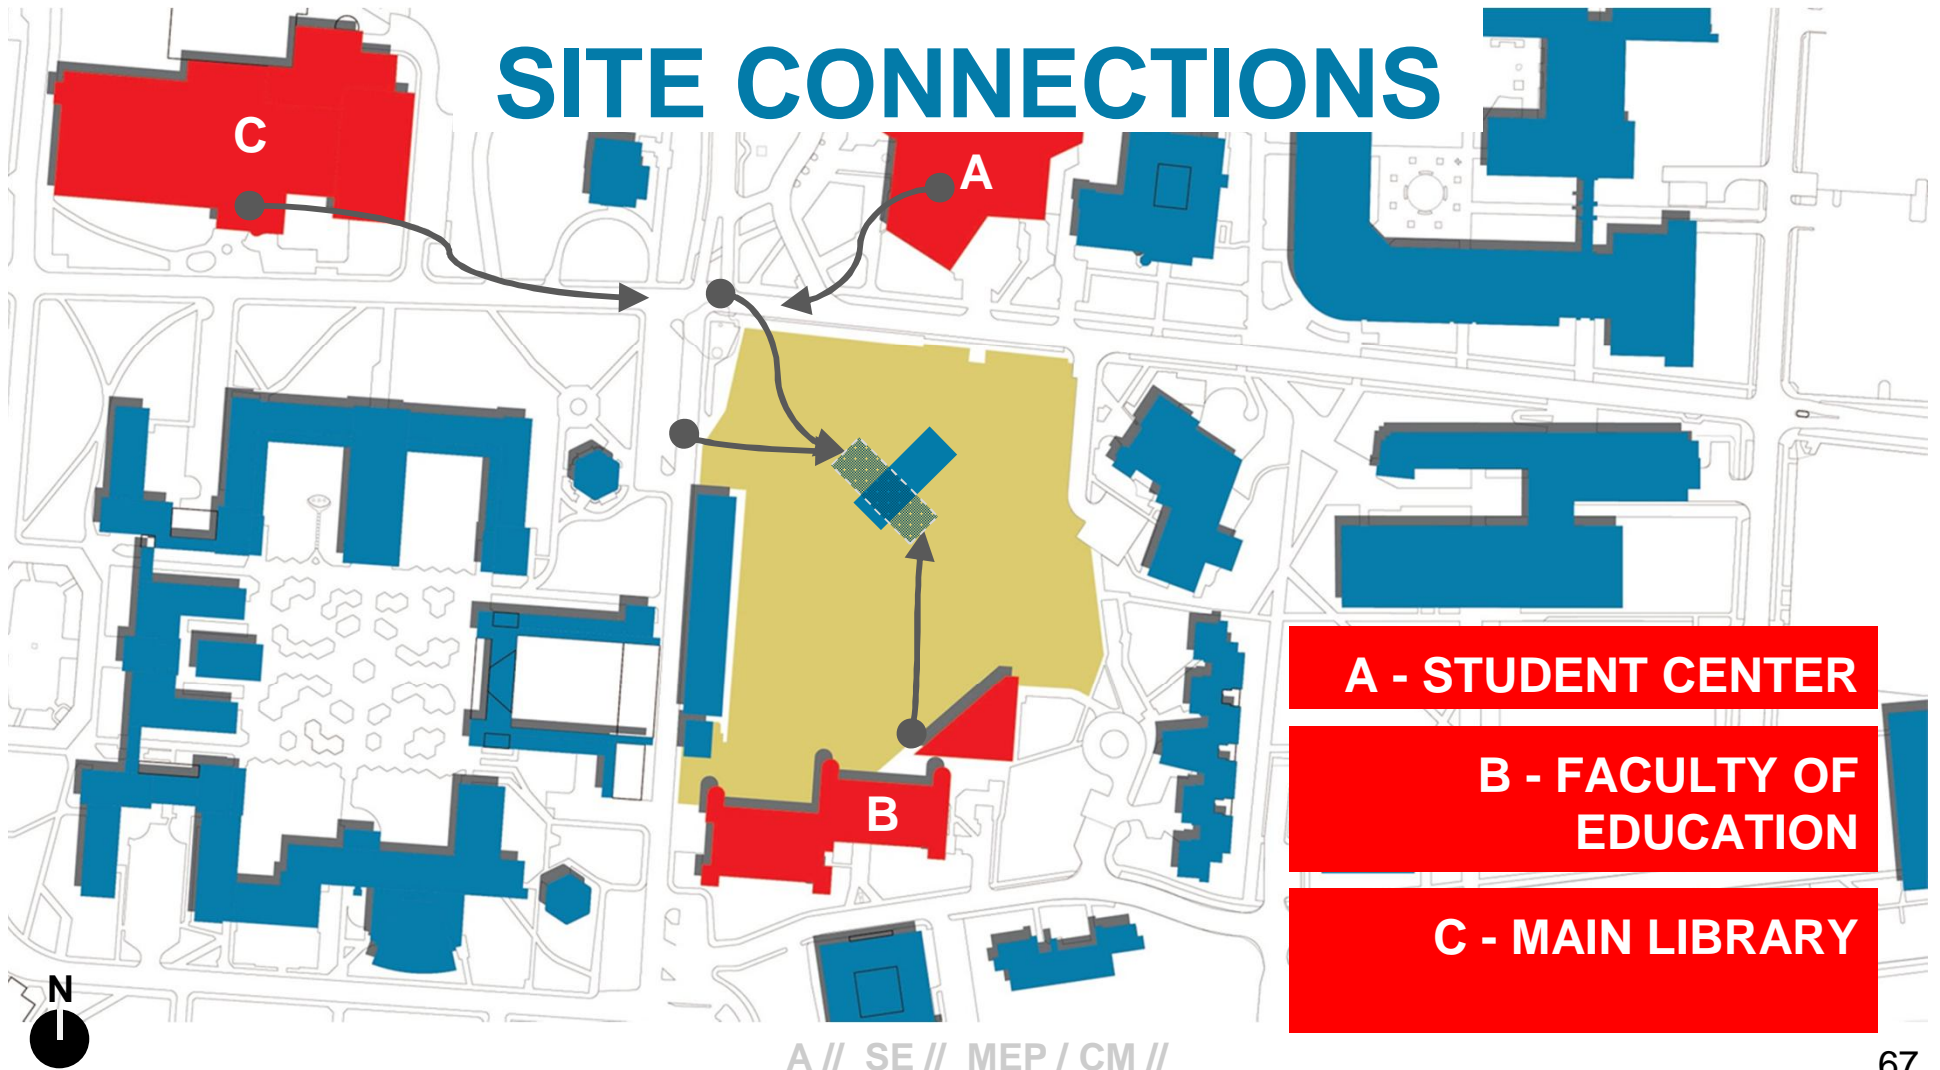 SITE CONNECTIONS
C
A
A - STUDENT CENTER
B - FACULTY OF
EDUCATION
B
C - MAIN LIBRARY
N
A // SE // MEP / CM //
67